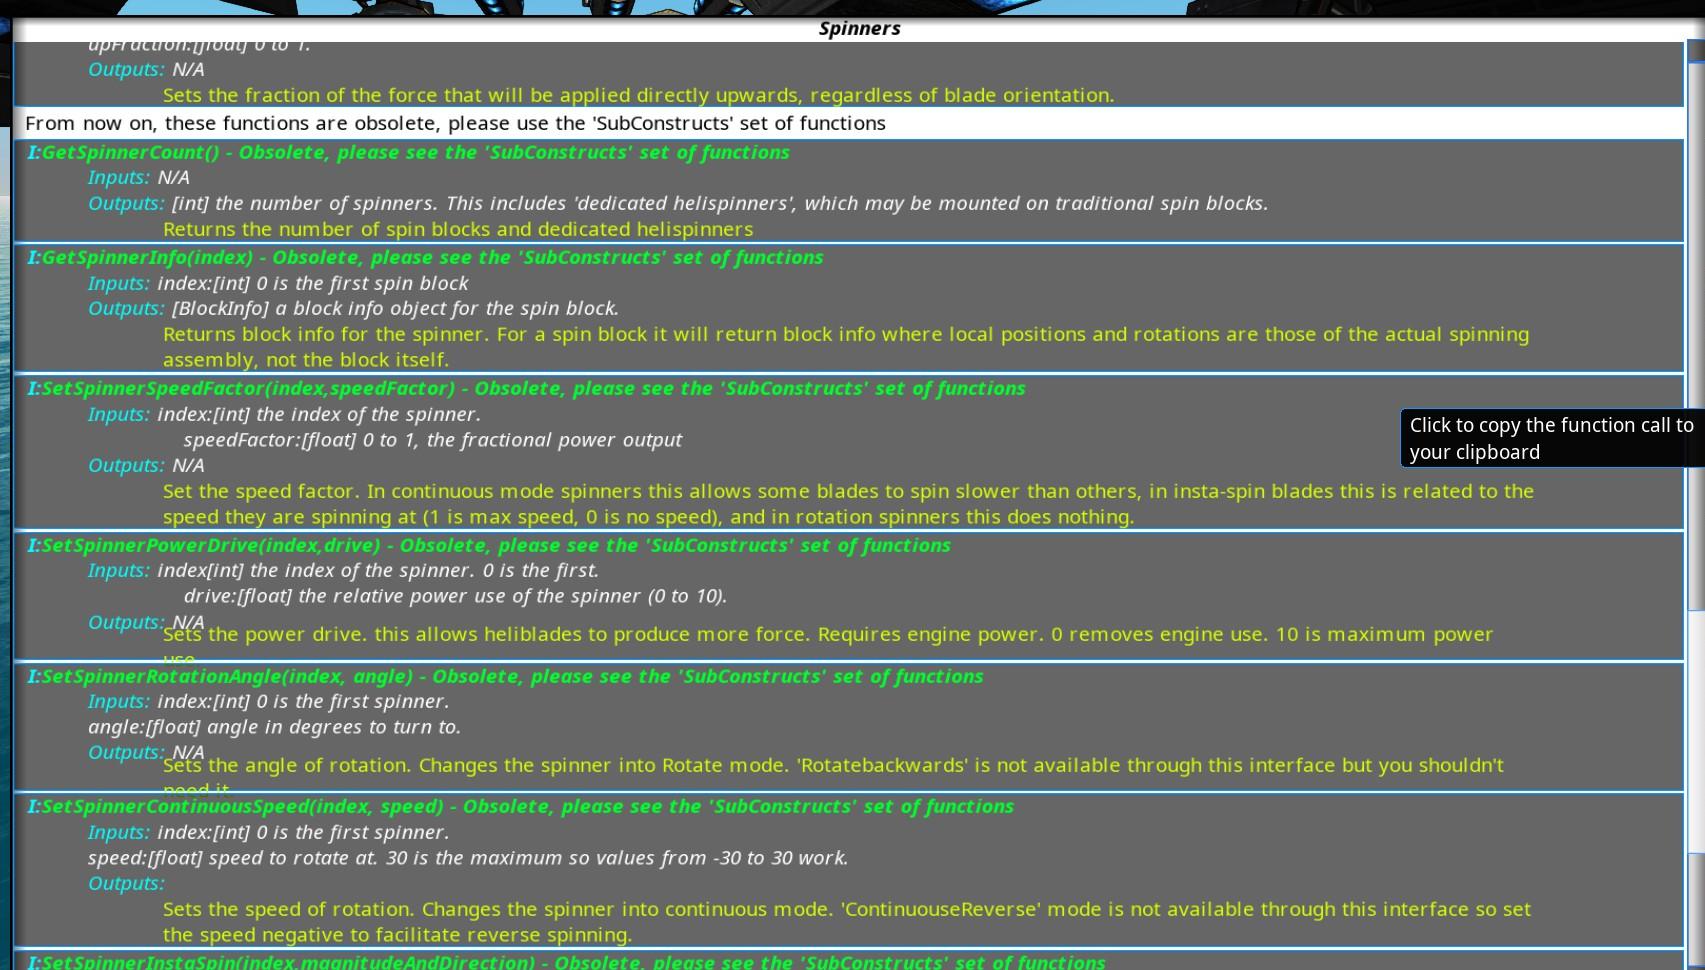 Spinners
upFraction:[float] 0 to 1.
Outputs: N/A
Sets the fraction of the force that will be applied directly upwards, regardless of blade orientation.
From now on, these functions are obsolete, please use the 'SubConstructs' set of functions
I:GetSpinnerCount() - Obsolete, please see the 'SubConstructs' set of functions
Inputs: N/A
Outputs: [int] the number of spinners. This includes 'dedicated helispinners', which may be mounted on traditional spin blocks.
Returns the number of spin blocks and dedicated helispinners
I:GetSpinnerInfo(index) - Obsolete, please see the 'SubConstructs' set of functions
Inputs: index:[int] 0 is the first spin block
Outputs: [BlockInfo] a block info object for the spin block.
Returns block info for the spinner. For a spin block it will return block info where local positions and rotations are those of the actual spinning
assembly, not the block itself.
I:SetSpinnerSpeedFactor(index,speedFactor) - Obsolete, please see the 'SubConstructs' set of functions
Inputs: index:[int] the index of the spinner.
speedFactor:[float] 0 to 1, the fractional power output
Outputs: N/A
Click to copy the function call to
your clipboard
Set the speed factor. In continuous mode spinners this allows some blades to spin slower than others, in insta-spin blades this is related to the
speed they are spinning at (1 is max speed, 0 is no speed), and in rotation spinners this does nothing.
I:SetSpinnerPowerDrive(index,drive) - Obsolete, please see the 'SubConstructs' set of functions
Inputs: index[int] the index of the spinner. 0 is the first.
drive:[float] the relative power use of the spinner (0 to 10).
Outputs: N/A
Sets the power drive. this allows heliblades to produce more force. Requires engine power. 0 removes engine use. 10 is maximum power
use
I:SetSpinnerRotationAngle(index, angle) - Obsolete, please see the 'SubConstructs' set of functions
Inputs: index:[int] 0 is the first spinner.
angle:[float] angle in degrees to turn to.
Outputs: N/A
Sets the angle of rotation. Changes the spinner into Rotate mode. 'Rotatebackwards' is not available through this interface but you shouldn't
need it.
I:SetSpinnerContinuousSpeed(index, speed) - Obsolete, please see the 'SubConstructs' set of functions
Inputs: index:[int] 0 is the first spinner.
speed:[float] speed to rotate at. 30 is the maximum so values from -30 to 30 work.
Outputs:
Sets the speed of rotation. Changes the spinner into continuous mode. 'ContinuouseReverse' mode is not available through this interface so set
the speed negative to facilitate reverse spinning.
I:SetSpinnerInstaSpin(index,magnitudeAndDirection) - Obsolete, please see the 'SubConstructs' set of functions